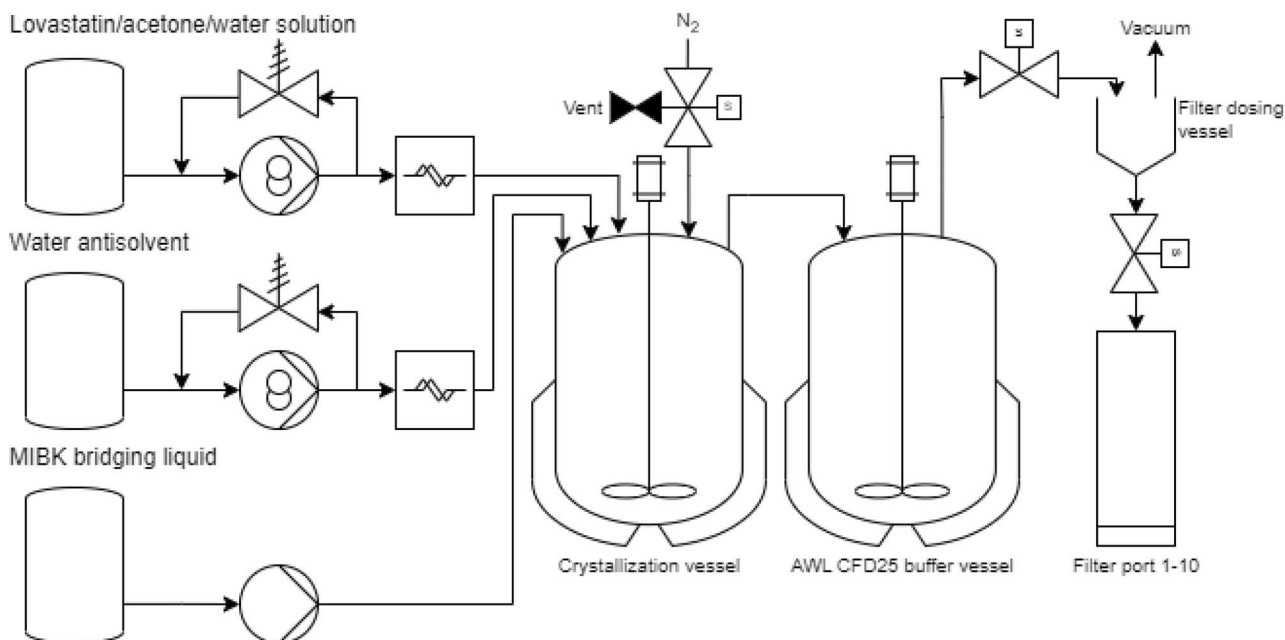 Lovastatin/acetone/water solution
N₂
Vent
S
S
Vacuum
Filter dosing
vessel
Water antisolvent
S
MIBK bridging liquid
Crystallization vessel
AWL CFD25 buffer vessel
Filter port 1-10